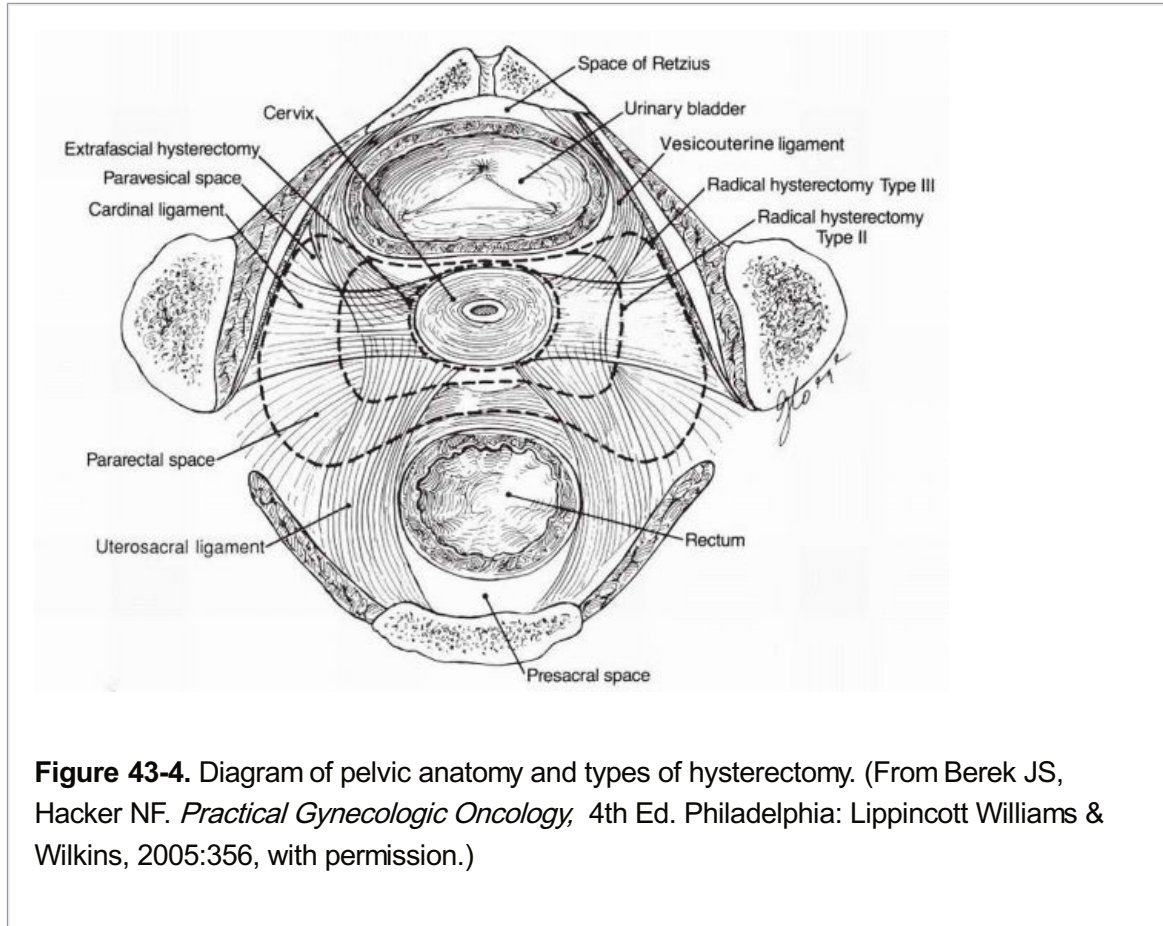 Space of Retzius
Cervix
Urinary bladder
Extrafascial hysterectomy
Vesicouterine ligament
Paravesical space
Radical hysterectomy Type III
Cardinal ligament
Radical hysterectomy
Type II
Pararectal space
Uterosacral ligament
Rectum
Presacral space
Figure 43-4. Diagram of pelvic anatomy and types of hysterectomy. (From Berek JS,
Hacker NF. Practical Gynecologic Oncology, 4th Ed. Philadelphia: Lippincott Williams &
Wilkins, 2005:356, with permission.)